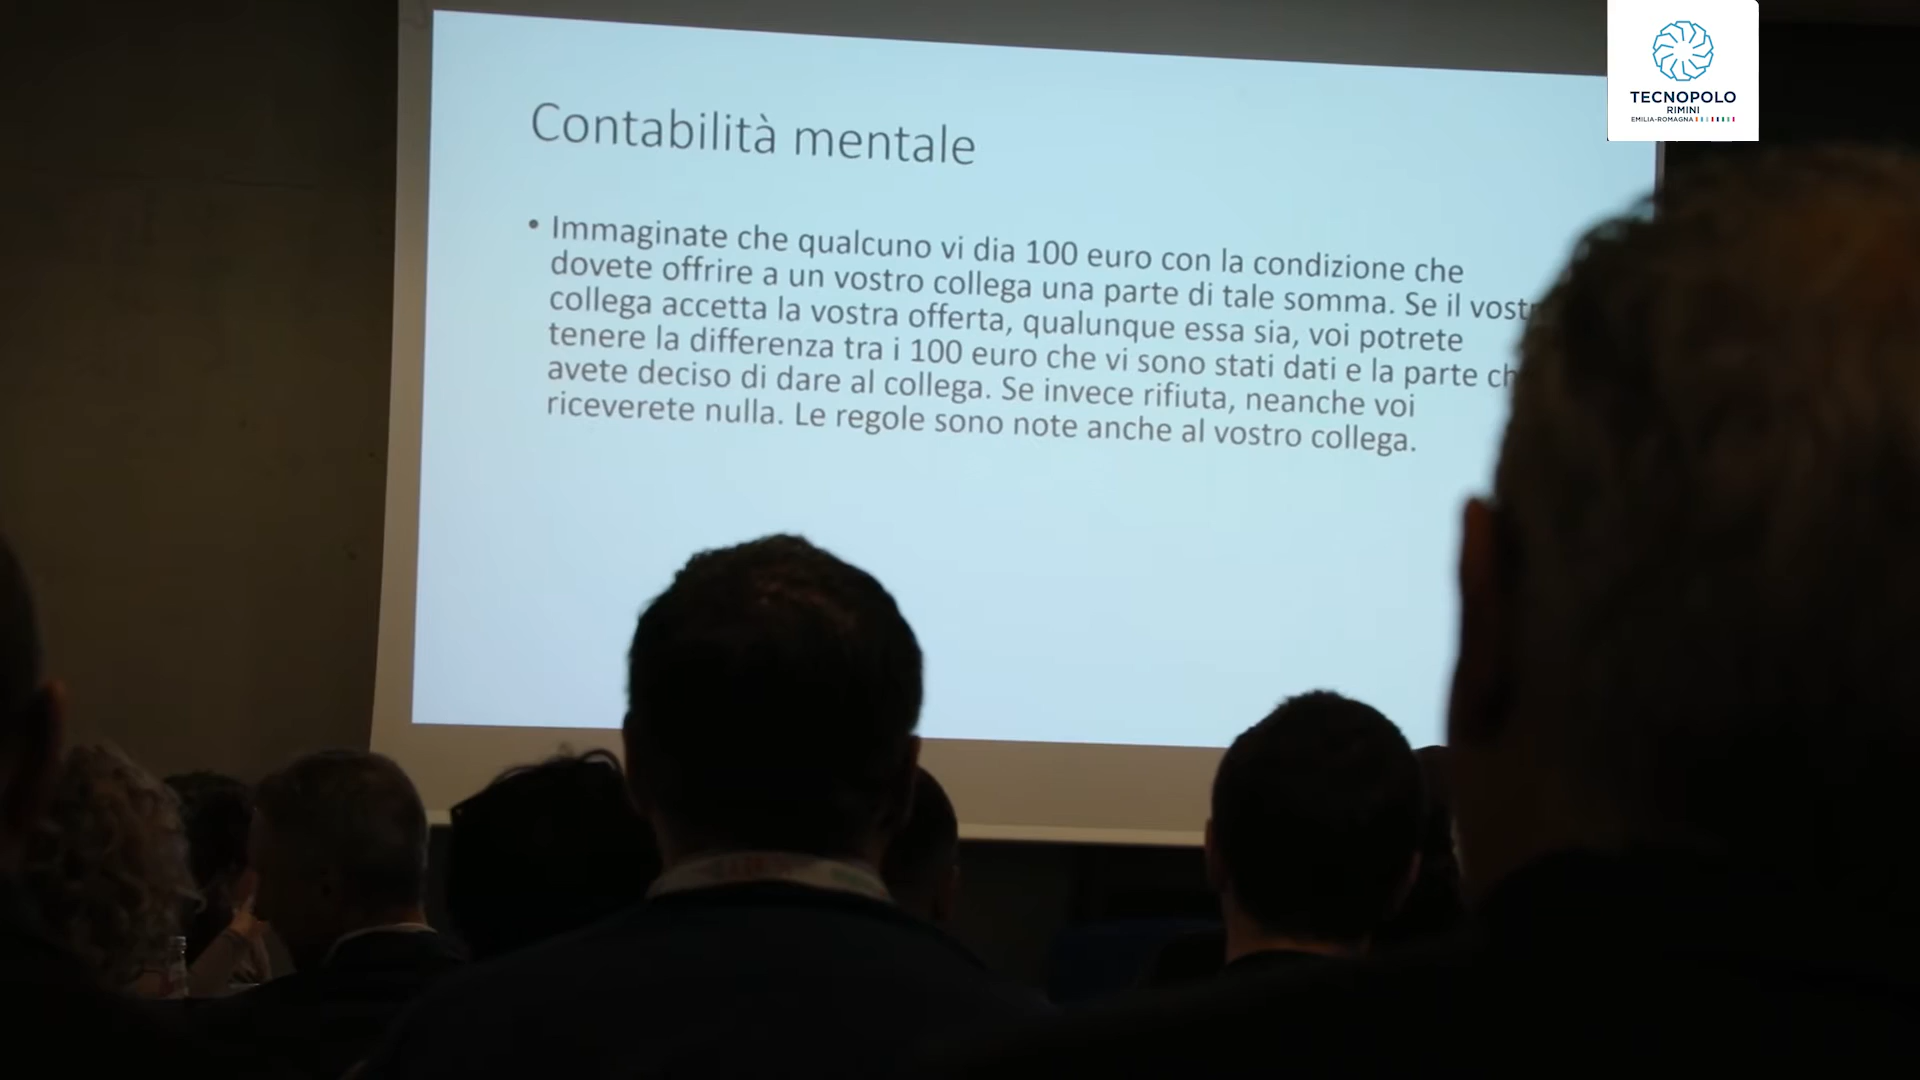 TECNOPOLO
RIMINI
EMILIA-ROMAGNA
Contabilità mentale
• Immaginate che qualcuno vi dia 100 euro con la condizione che
dovete offrire a un vostro collega una parte di tale somma. Se il
collega accetta la vostra offerta, qualunque essa sia, voi potrete
tenere la differenza tra i 100 euro che vi sono stati dati e la parte
avete deciso di dare al collega. Se invece rifiuta, neanche voi
riceverete nulla. Le regole sono note anche al vostro collega.